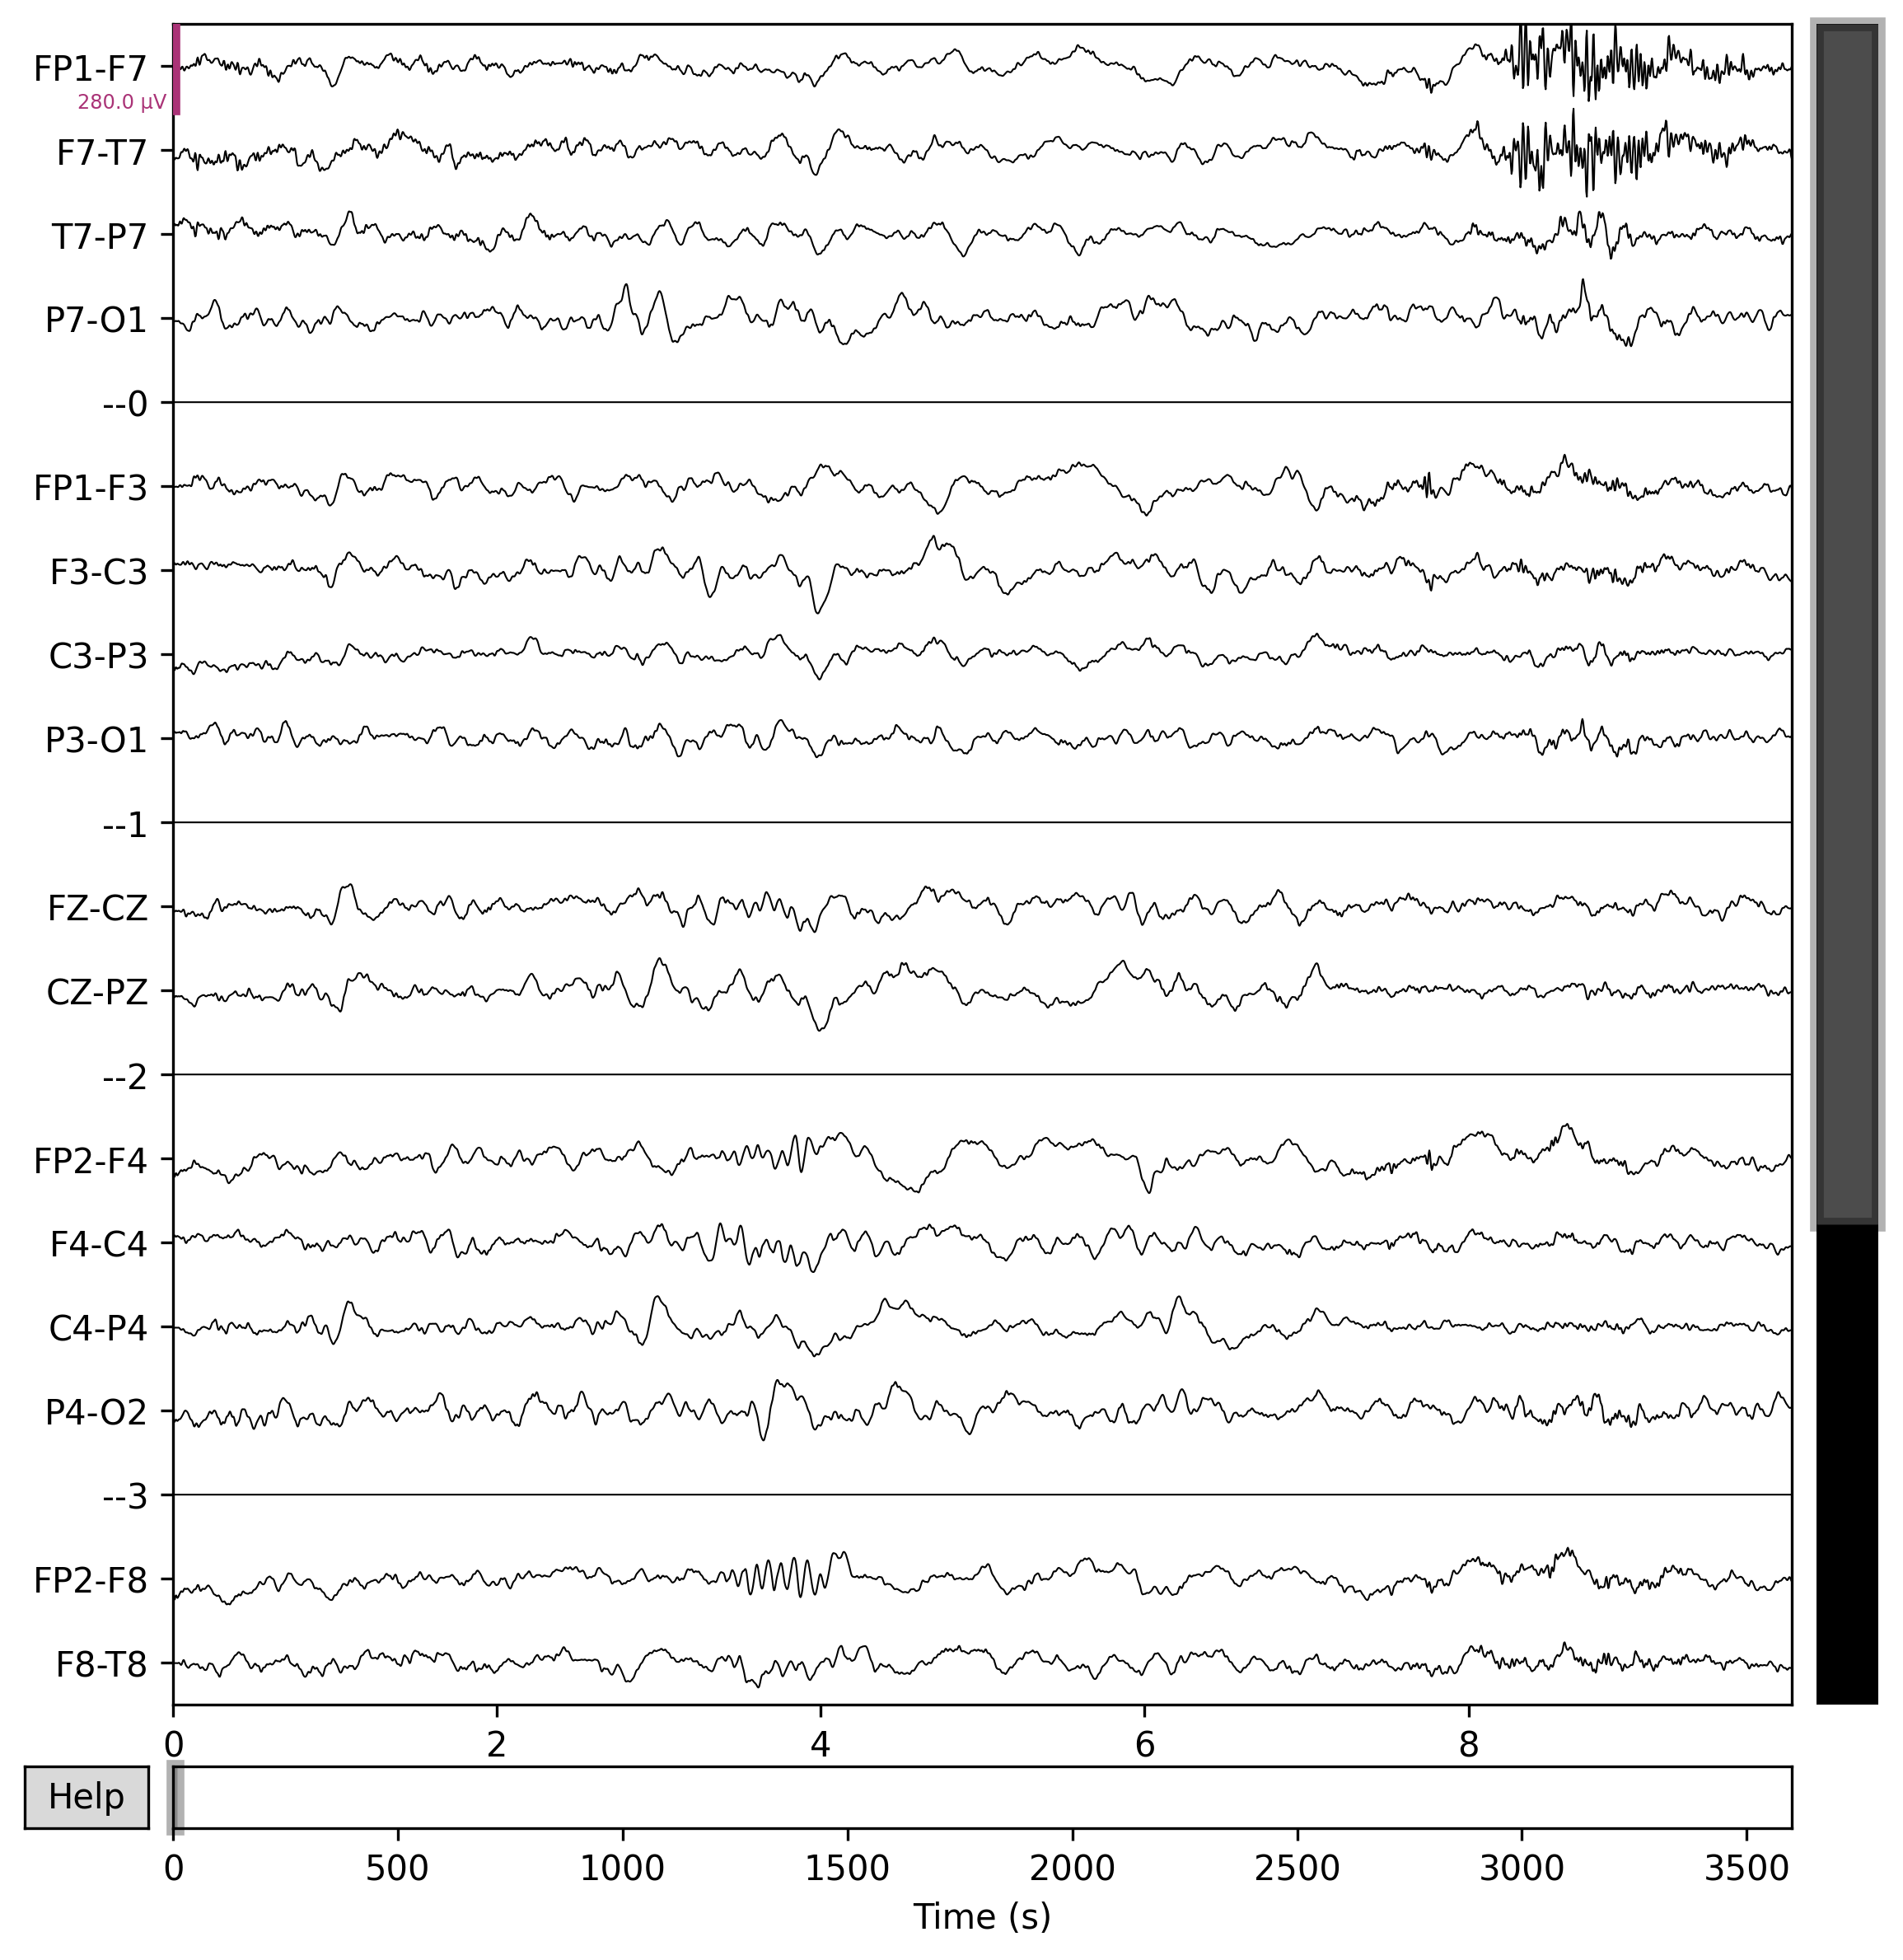 FP1-F7
280.0 µV
F7-T7
T7-P7
P7-O1
--0
FP1-F3
F3-C3
C3-P3
P3-O1
--1
FZ-CZ
CZ-PZ
--2
FP2-F4
F4-C4
C4-P4
P4-O2
--3
FP2-F8
F8-T8
0 2 4 6 8
Help
0 500 1000 1500 2000 2500 3000 3500
Time (s)